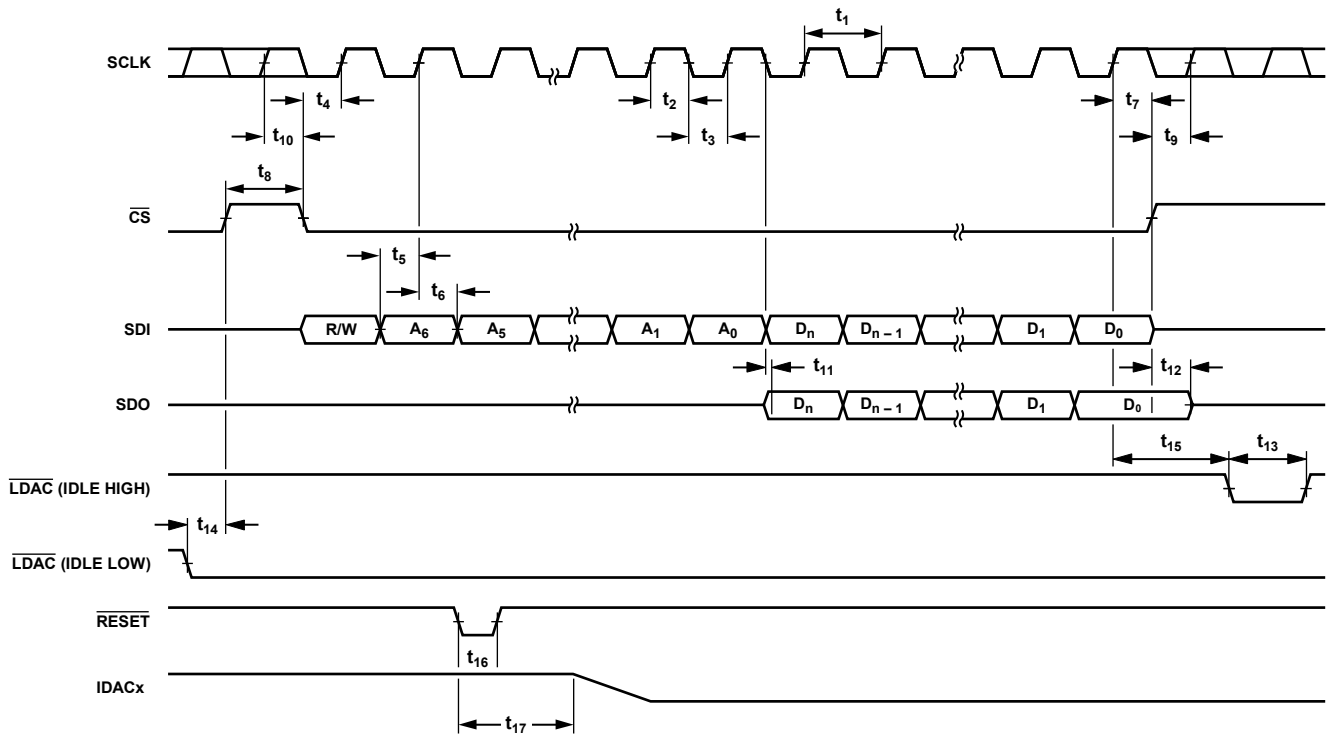 t1
SCLK
t4
t2
t7
t10
t3
t9
t8
CS
t5
t6
SDI
R/W A6 A5 A1 A0 Dn Dn – 1 D1 D0
t11
t12
SDO
Dn Dn – 1 D1 D0
t15
t13
LDAC (IDLE HIGH)
t14
LDAC (IDLE LOW)
RESET
t16
IDACx
t17